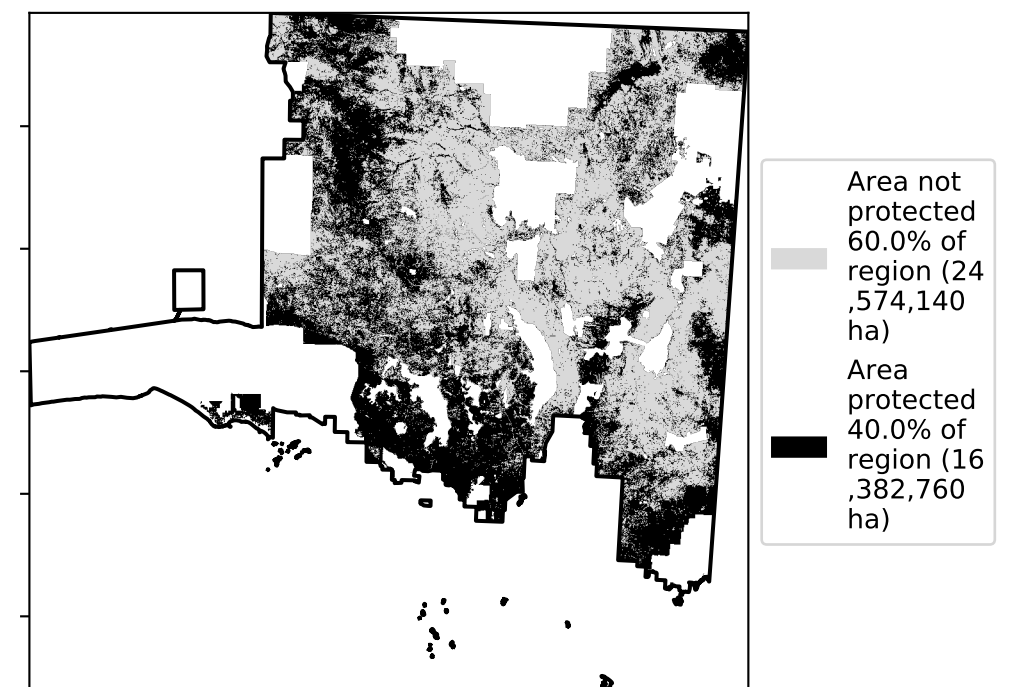 Area not
protected
60.0% of
region (24
,574,140
ha)
Area
protected
40.0% of
region (16
,382,760
ha)